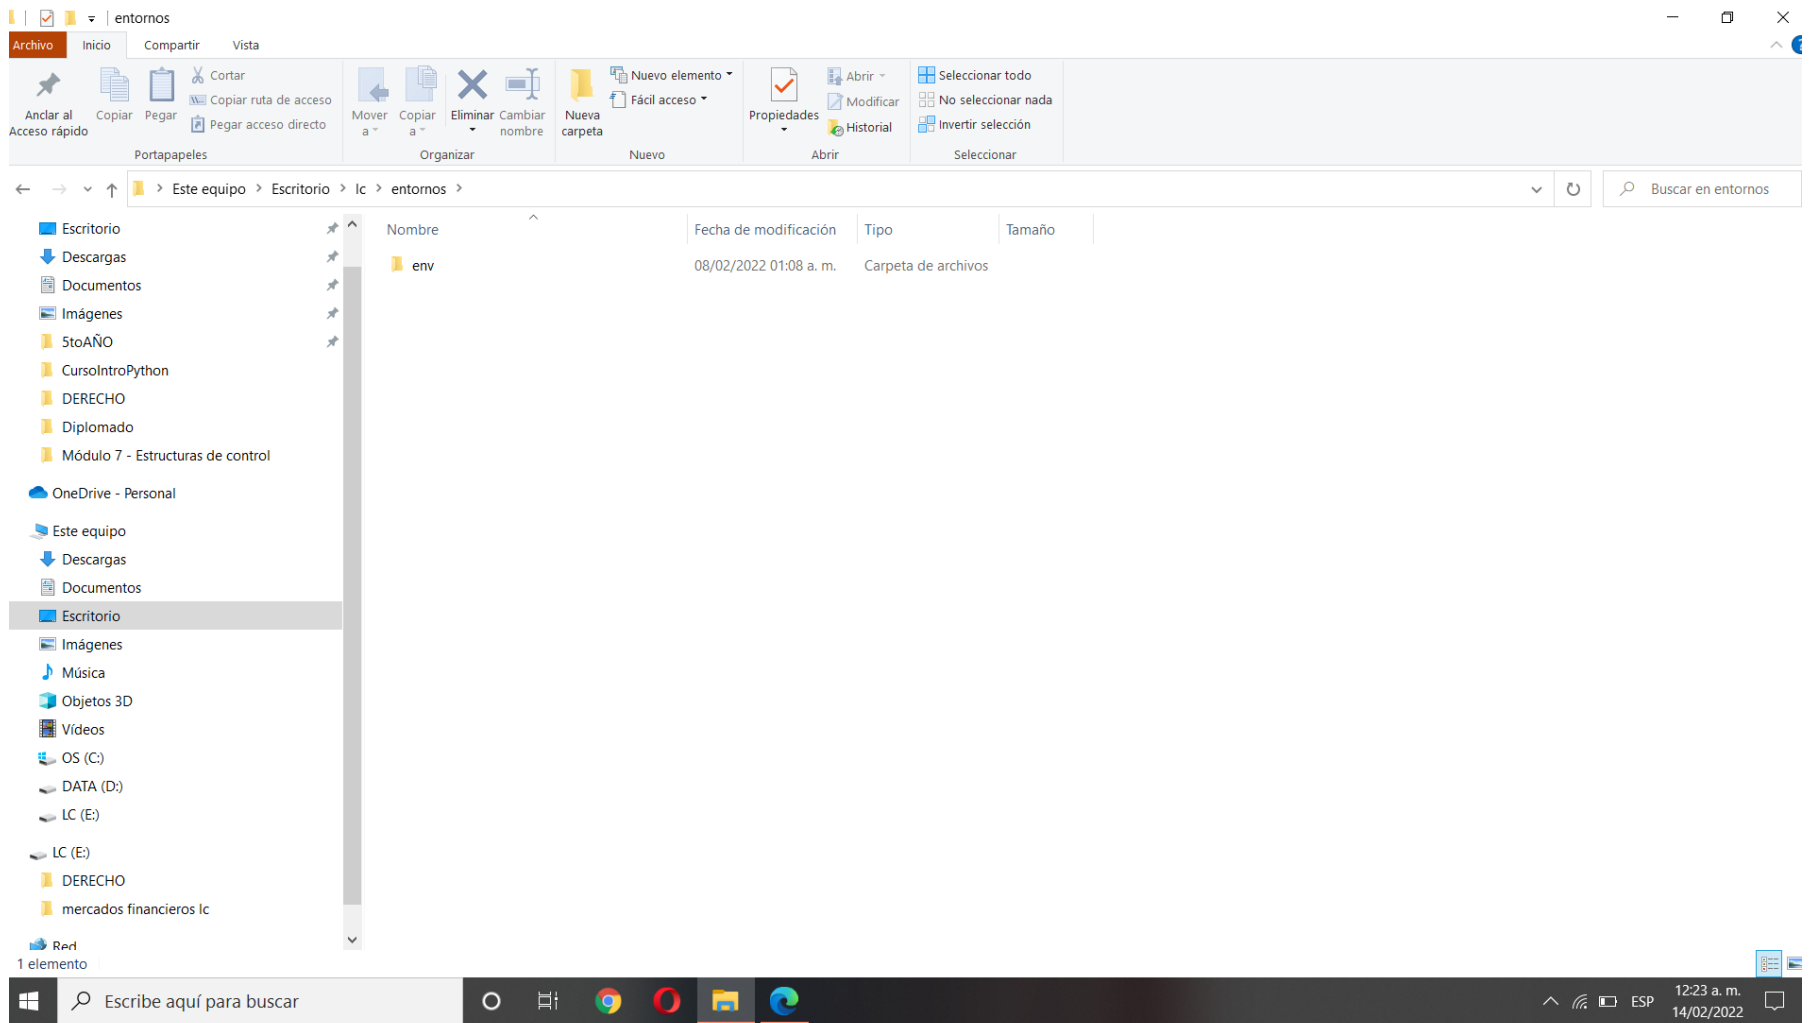 entornos
Archivo Inicio Compartir Vista
Anclar al Acceso rápido
Copiar
Pegar
Cortar
Copiar ruta de acceso
Pegar acceso directo
Portapapeles
Mover a
Copiar a
Eliminar
Cambiar nombre
Organizar
Nueva carpeta
Nuevo elemento
Fácil acceso
Nuevo
Propiedades
Abrir
Modificar
Historial
Abrir
Seleccionar todo
No seleccionar nada
Invertir selección
Seleccionar
Este equipo > Escritorio > lc > entornos >
Buscar en entornos
Nombre Fecha de modificación Tipo Tamaño
env 08/02/2022 01:08 a. m. Carpeta de archivos
Escritorio
Descargas
Documentos
Imágenes
5toAÑO
CursoIntroPython
DERECHO
Diplomado
Módulo 7 - Estructuras de control
OneDrive - Personal
Este equipo
Descargas
Documentos
Escritorio
Imágenes
Música
Objetos 3D
Vídeos
OS (C:)
DATA (D:)
LC (E:)
LC (E:)
DERECHO
mercados financieros lc
Red
1 elemento
Escribe aquí para buscar
ESP
12:23 a. m.
14/02/2022